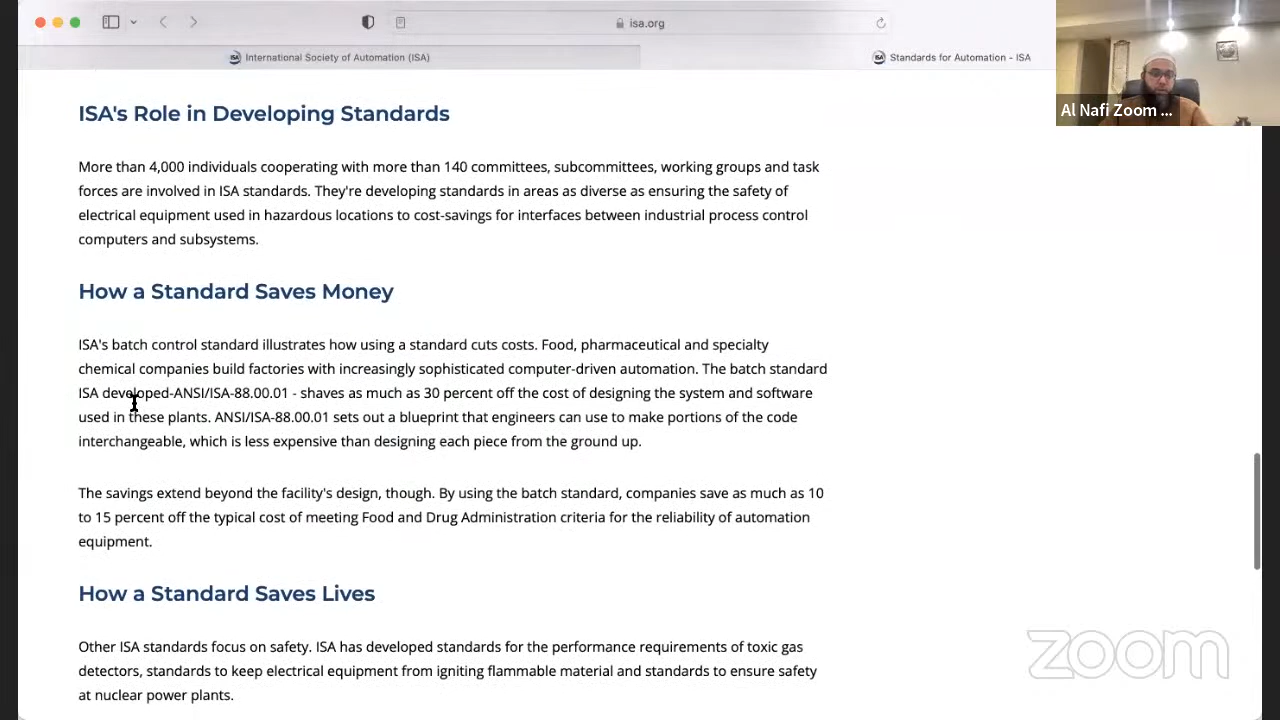 isa.org
International Society of Automation (ISA)
Standards for Automation - ISA
Al Nafi Zoom ...
ISA's Role in Developing Standards
More than 4,000 individuals cooperating with more than 140 committees, subcommittees, working groups and task
forces are involved in ISA standards. They're developing standards in areas as diverse as ensuring the safety of
electrical equipment used in hazardous locations to cost-savings for interfaces between industrial process control
computers and subsystems.
How a Standard Saves Money
ISA's batch control standard illustrates how using a standard cuts costs. Food, pharmaceutical and specialty
chemical companies build factories with increasingly sophisticated computer-driven automation. The batch standard
ISA developed-ANSI/ISA-88.00.01 - shaves as much as 30 percent off the cost of designing the system and software
used in these plants. ANSI/ISA-88.00.01 sets out a blueprint that engineers can use to make portions of the code
interchangeable, which is less expensive than designing each piece from the ground up.
The savings extend beyond the facility's design, though. By using the batch standard, companies save as much as 10
to 15 percent off the typical cost of meeting Food and Drug Administration criteria for the reliability of automation
equipment.
How a Standard Saves Lives
Other ISA standards focus on safety. ISA has developed standards for the performance requirements of toxic gas
detectors, standards to keep electrical equipment from igniting flammable material and standards to ensure safety
at nuclear power plants.
zoom